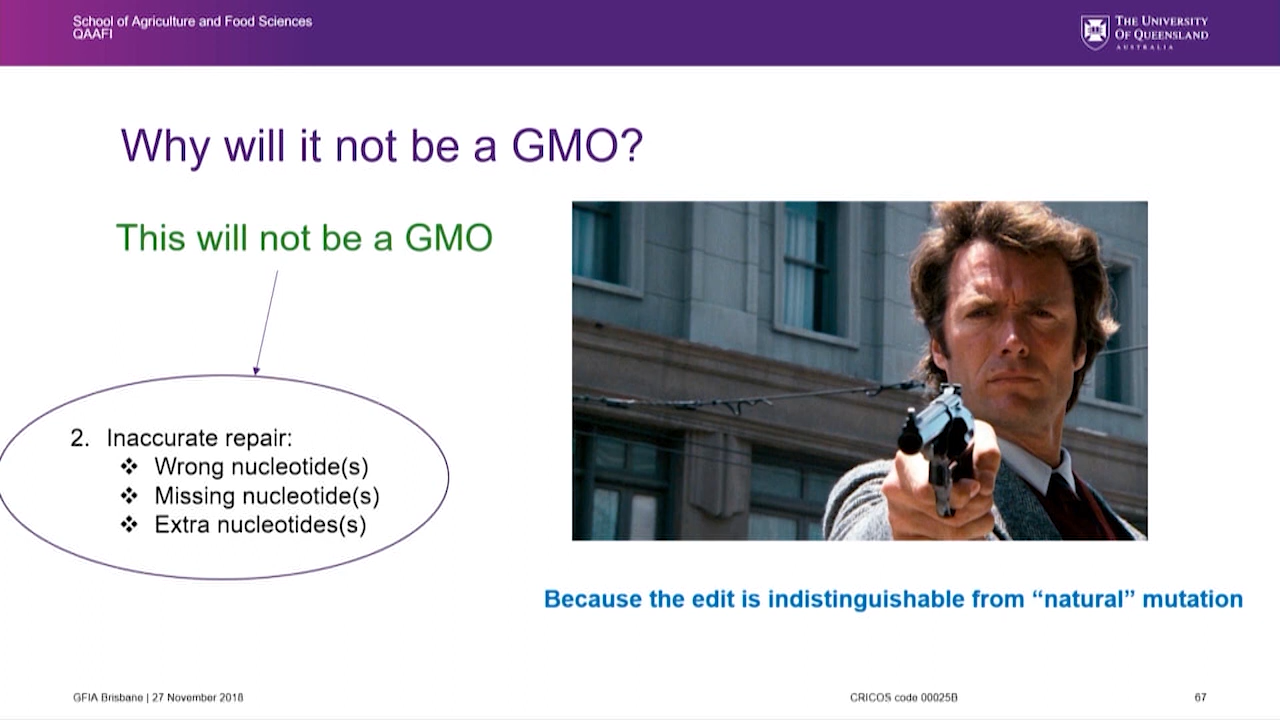 School of Agriculture and Food Sciences
QAAFI
THE UNIVERSITY
OF QUEENSLAND
AUSTRALIA
Why will it not be a GMO?
This will not be a GMO
2. Inaccurate repair:
❖ Wrong nucleotide(s)
❖ Missing nucleotide(s)
❖ Extra nucleotides(s)
Because the edit is indistinguishable from “natural” mutation
GFIA Brisbane | 27 November 2018
CRICOS code 00025B
67